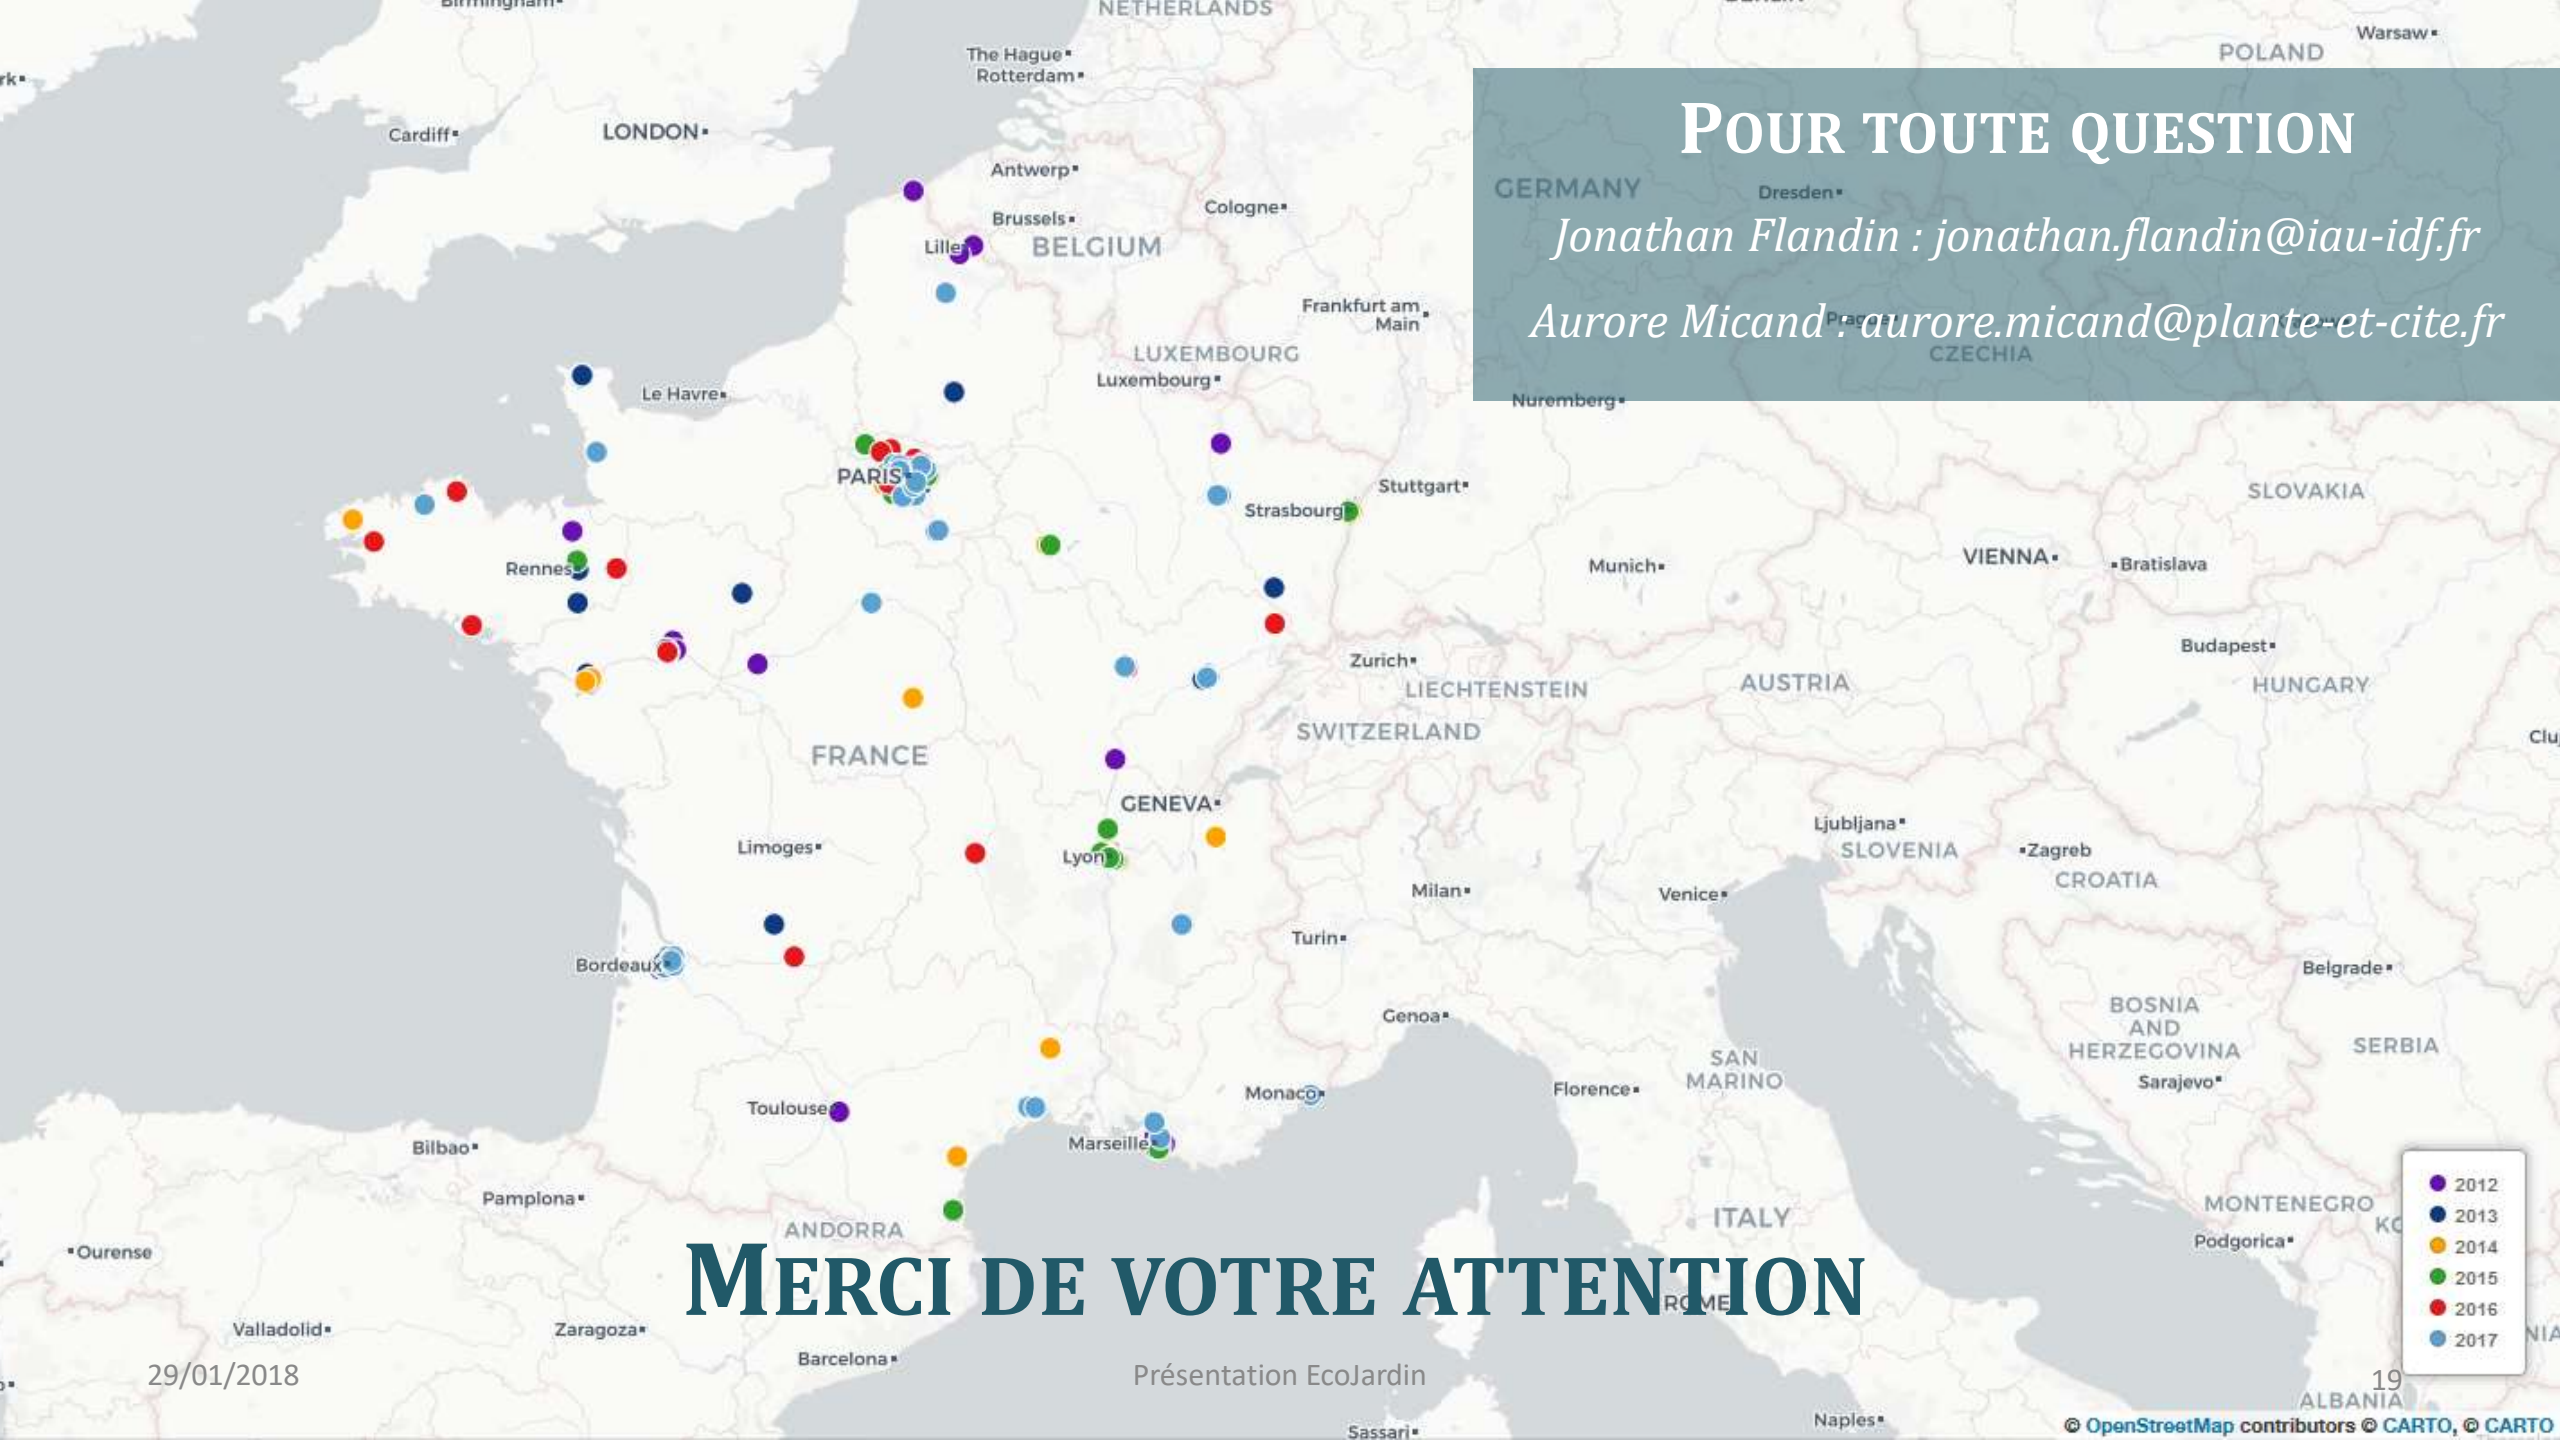 NETHERLANDS
Warsaw
POLAND
The Hague
Rotterdam
Cardiff
LONDON
POUR TOUTE QUESTION
Antwerp
GERMANY
Dresden
Cologne
Brussels
Lille
BELGIUM
Jonathan Flandin : jonathan.flandin@iau-idf.fr
Frankfurt am
Main
Aurore Micand : aurore.micand@plante-et-cite.fr
Prague
LUXEMBOURG
CZECHIA
Luxembourg
Le Havre
Nuremberg
PARIS
Stuttgart
SLOVAKIA
Strasbourg
VIENNA
Bratislava
Munich
Rennes
Budapest
Zurich
LIECHTENSTEIN
AUSTRIA
HUNGARY
SWITZERLAND
FRANCE
GENEVA
Ljubljana
Limoges
Lyon
SLOVENIA
Zagreb
CROATIA
Milan
Venice
Turin
Bordeaux
Belgrade
BOSNIA
AND
HERZEGOVINA
Genoa
SERBIA
SAN
MARINO
Sarajevo
Monaco
Florence
Toulouse
Marseille
Bilbao
Pamplona
2012
2013
2014
2015
2016
2017
MONTENEGRO
ITALY
ANDORRA
Podgorica
Ourense
MERCI DE VOTRE ATTENTION
ROME
Valladolid
Zaragoza
Barcelona
29/01/2018
Présentation EcoJardin
19
ALBANIA
Naples
Sassari
© OpenStreetMap contributors © CARTO, © CARTO